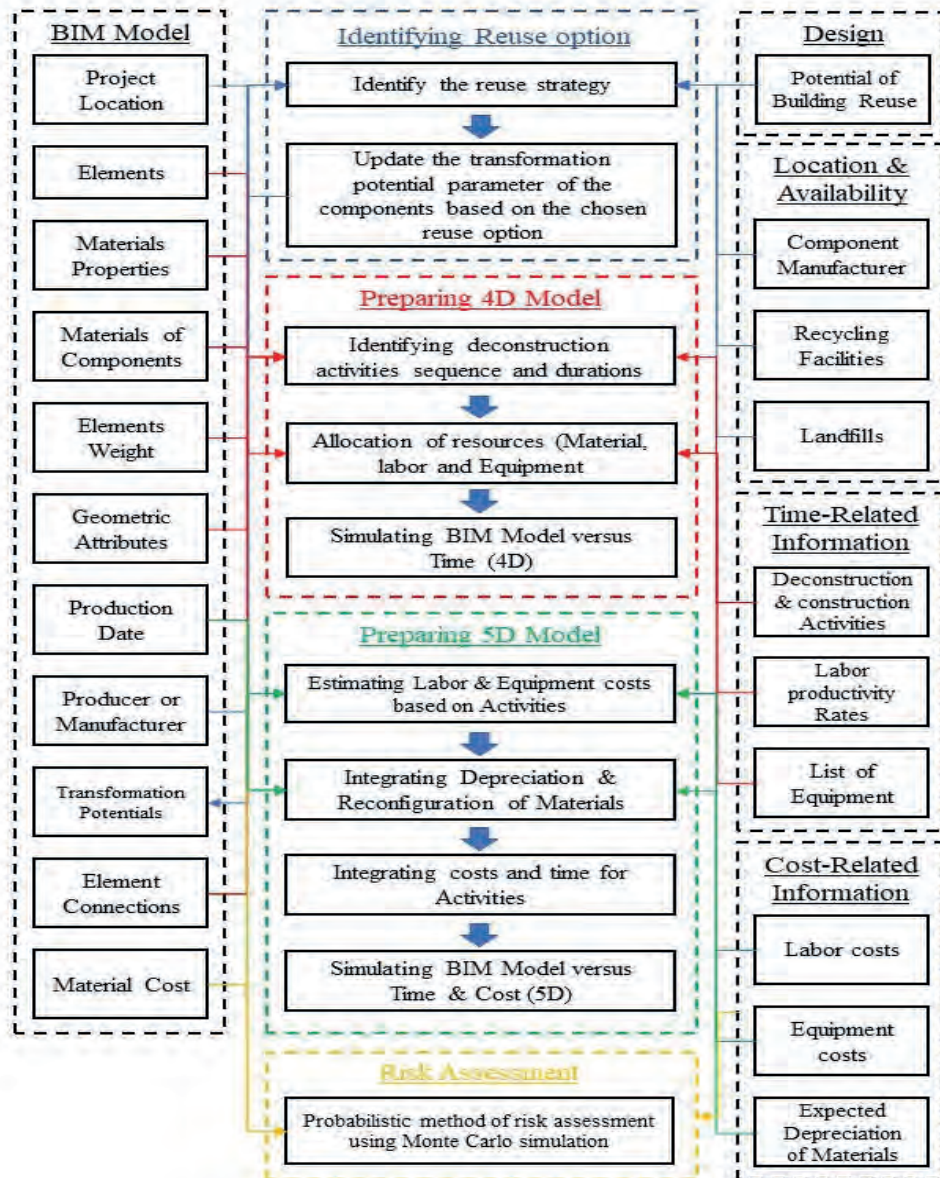 BIM Model
Project
Location
Elements
Materials
Properties
Materials of
Components
Elements
Weight
Geometric
Attributes
Production
Date
Producer or
Manufacturer
Transformation
Potentials
Element
Connections
Material Cost
Identifying Reuse option
Identify the reuse strategy
Update the transformation
potential parameter of the
components based on the chosen
reuse option
Preparing 4D Model
Identifying deconstruction
activities sequence and durations
Allocation of resources (Material,
labor and Equipment
Simulating BIM Model versus
Time (4D)
Preparing 5D Model
Estimating Labor & Equipment costs
based on Activities
Integrating Depreciation &
Reconfiguration of Materials
Integrating costs and time for
Activities
Simulating BIM Model versus
Time & Cost (5D)
Risk Assessment
Probabilistic method of risk assessment
using Monte Carlo simulation
Design
Potential of
Building Reuse
Location &
Availability
Component
Manufacturer
Recycling
Facilities
Landfills
Time-Related
Information
Deconstruction
& construction
Activities
Labor
productivity
Rates
List of
Equipment
Cost-Related
Information
Labor costs
Equipment
costs
Expected
Depreciation
of Materials